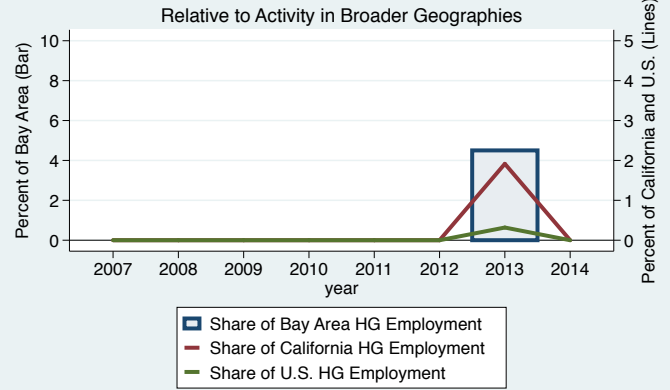 Relative to Activity in Broader Geographies
Percent of Bay Area (Bar)
10
8
6
4
2
0
5
4
3
2
1
0
Percent of California and U.S. (Lines)
2007 2008 2009 2010 2011 2012 2013 2014
year
Share of Bay Area HG Employment
Share of California HG Employment
Share of U.S. HG Employment